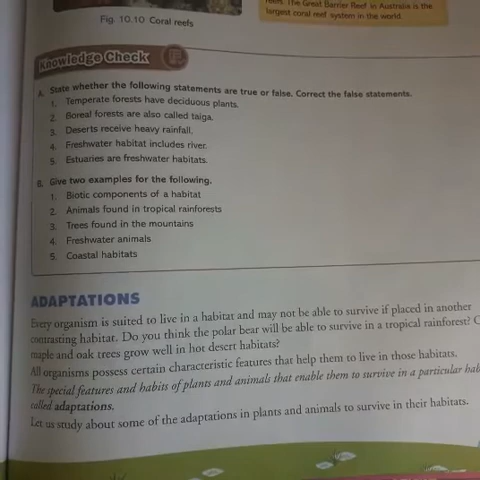 Fig. 10.10 Coral reefs
reefs. The Great Barrier Reef in Australia is the
largest coral reef system in the world.
Knowledge Check
A. State whether the following statements are true or false. Correct the false statements.
1. Temperate forests have deciduous plants.
2. Boreal forests are also called taiga.
3. Deserts receive heavy rainfall.
4. Freshwater habitat includes river.
5. Estuaries are freshwater habitats.
B. Give two examples for the following.
1. Biotic components of a habitat
2. Animals found in tropical rainforests
3. Trees found in the mountains
4. Freshwater animals
5. Coastal habitats
ADAPTATIONS
Every organism is suited to live in a habitat and may not be able to survive if placed in another
contrasting habitat. Do you think the polar bear will be able to survive in a tropical rainforest?
maple and oak trees grow well in hot desert habitats?
All organisms possess certain characteristic features that help them to live in those habitats.
The special features and habits of plants and animals that enable them to survive in a particular
called adaptations.
Let us study about some of the adaptations in plants and animals to survive in their habitats.